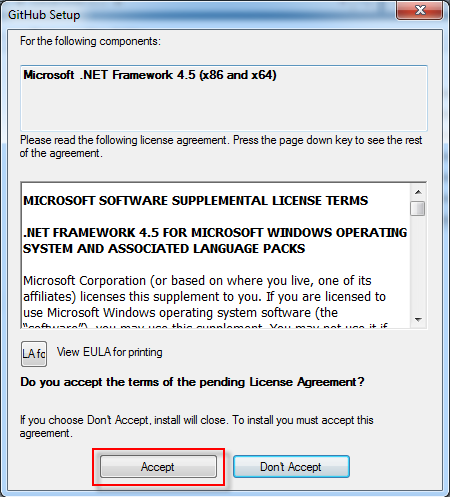 GitHub Setup
For the following components:
Microsoft .NET Framework 4.5 (x86 and x64)
Please read the following license agreement. Press the page down key to see the rest
of the agreement.
MICROSOFT SOFTWARE SUPPLEMENTAL LICENSE TERMS
.NET FRAMEWORK 4.5 FOR MICROSOFT WINDOWS OPERATING
SYSTEM AND ASSOCIATED LANGUAGE PACKS
Microsoft Corporation (or based on where you live, one of its
affiliates) licenses this supplement to you. If you are licensed to
use Microsoft Windows operating system software (the
"software"), you may use this supplement. You may not use it if
LA fo
View EULA for printing
Do you accept the terms of the pending License Agreement?
If you choose Don't Accept, install will close. To install you must accept this
agreement.
Accept
Don't Accept